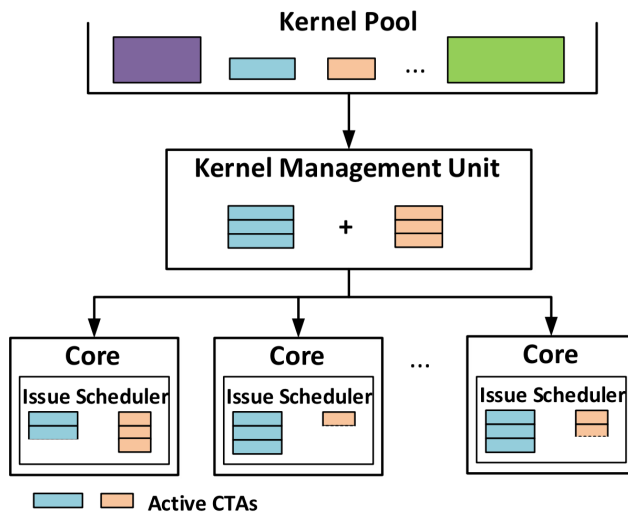 Kernel Pool
...
Kernel Management Unit
+
Core
Core
...
Core
Issue Scheduler
Issue Scheduler
Issue Scheduler
Active CTAs